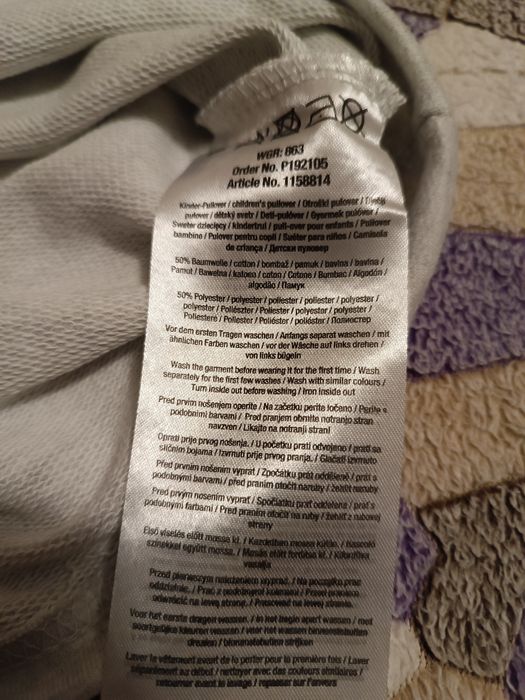 WGR: 863
Order No. P192105
Article No. 1158814
Kinder-Pullover / children's pullover / Otroški pulover / Dječji
pulover / dětský svetr / Deti-pulóver / Gyermek pulóver /
Sweter dziecięcy / kindertrui / pull-over pour enfants / Pullover
bambino / Pulover pentru copii / Suéter para niños / Camisola
de criança / Детски пуловер
50% Baumwolle / cotton / bombaž / pamuk / bavlna / bavlna /
Pamut / Bawełna / katoen / coton / Cotone / Bumbac / Algodón /
algodão / Памук
50% Polyester / polyester / poliester / poliester / polyester /
polyester / Poliészter / Poliester / polyester / polyester /
Poliestere / Poliester / Poliéster / poliéster / Полиестер
Vor dem ersten Tragen waschen / Anfangs separat waschen / mit
ähnlichen Farben waschen / vor der Wäsche auf links drehen /
von links bügeln
Wash the garment before wearing it for the first time / Wash
separately for the first few washes / Wash with similar colours /
Turn inside out before washing / Iron inside out
Pred prvim nošenjem operite / Na začetku perite ločeno / Perite s
podobnimi barvami / Pred pranjem obrnite notranjo stran
navzven / Likajte na notranji strani
Oprati prije prvog nošenja. / U početku prati odvojeno / prati sa
sličnim bojama / Izvrnuti prije prvog pranja. / Glačati izvrnuto
Před prvním nošením vyprat / Zpočátku prát odděleně / prát s
podobnými barvami / před praním otočit naruby / žehlit naruby
Pred prvým nosením vyprať / Spočiatku prať oddelene / prať s
podobnými farbami / Pred praním otočiť na ruby / žehliť z rubovej
strany
Első viselés előtt mossa ki. / Kezdetben mossa külön. / hasonló
színekkel együtt mossa. / Mosás előtt fordítsa ki. / Kifordítva
vasalja
Przed pierwszym nałożeniem wyprać. / Na początku prać
oddzielnie. / Prać z podobnymi kolorami / Przed praniem
odwrócić na lewą stronę. / Prasować na lewej stronie.
Voor het eerste dragen wassen. / In het begin apart wassen / met
soortgelijke kleuren wassen / voor het wassen binnenstebuiten
draaien / binnenstebuiten strijken
Laver le vêtement avant de le porter pour la première fois / Laver
séparément au début / nettoyer avec des couleurs similaires /
retourner avant le lavage / repasser sur l'envers